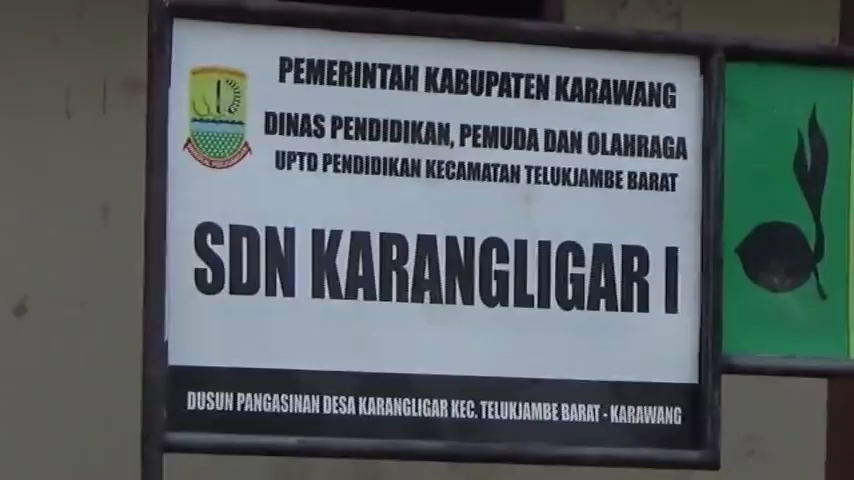 PEMERINTAH KABUPATEN KARAWANG
DINAS PENDIDIKAN, PEMUDA DAN OLAHRAGA
UPTD PENDIDIKAN KECAMATAN TELUKJAMBE BARAT
SDN KARANGLIGAR I
DUSUN PANGASINAN DESA KARANGLIGAR KEC. TELUKJAMBE BARAT - KARAWANG